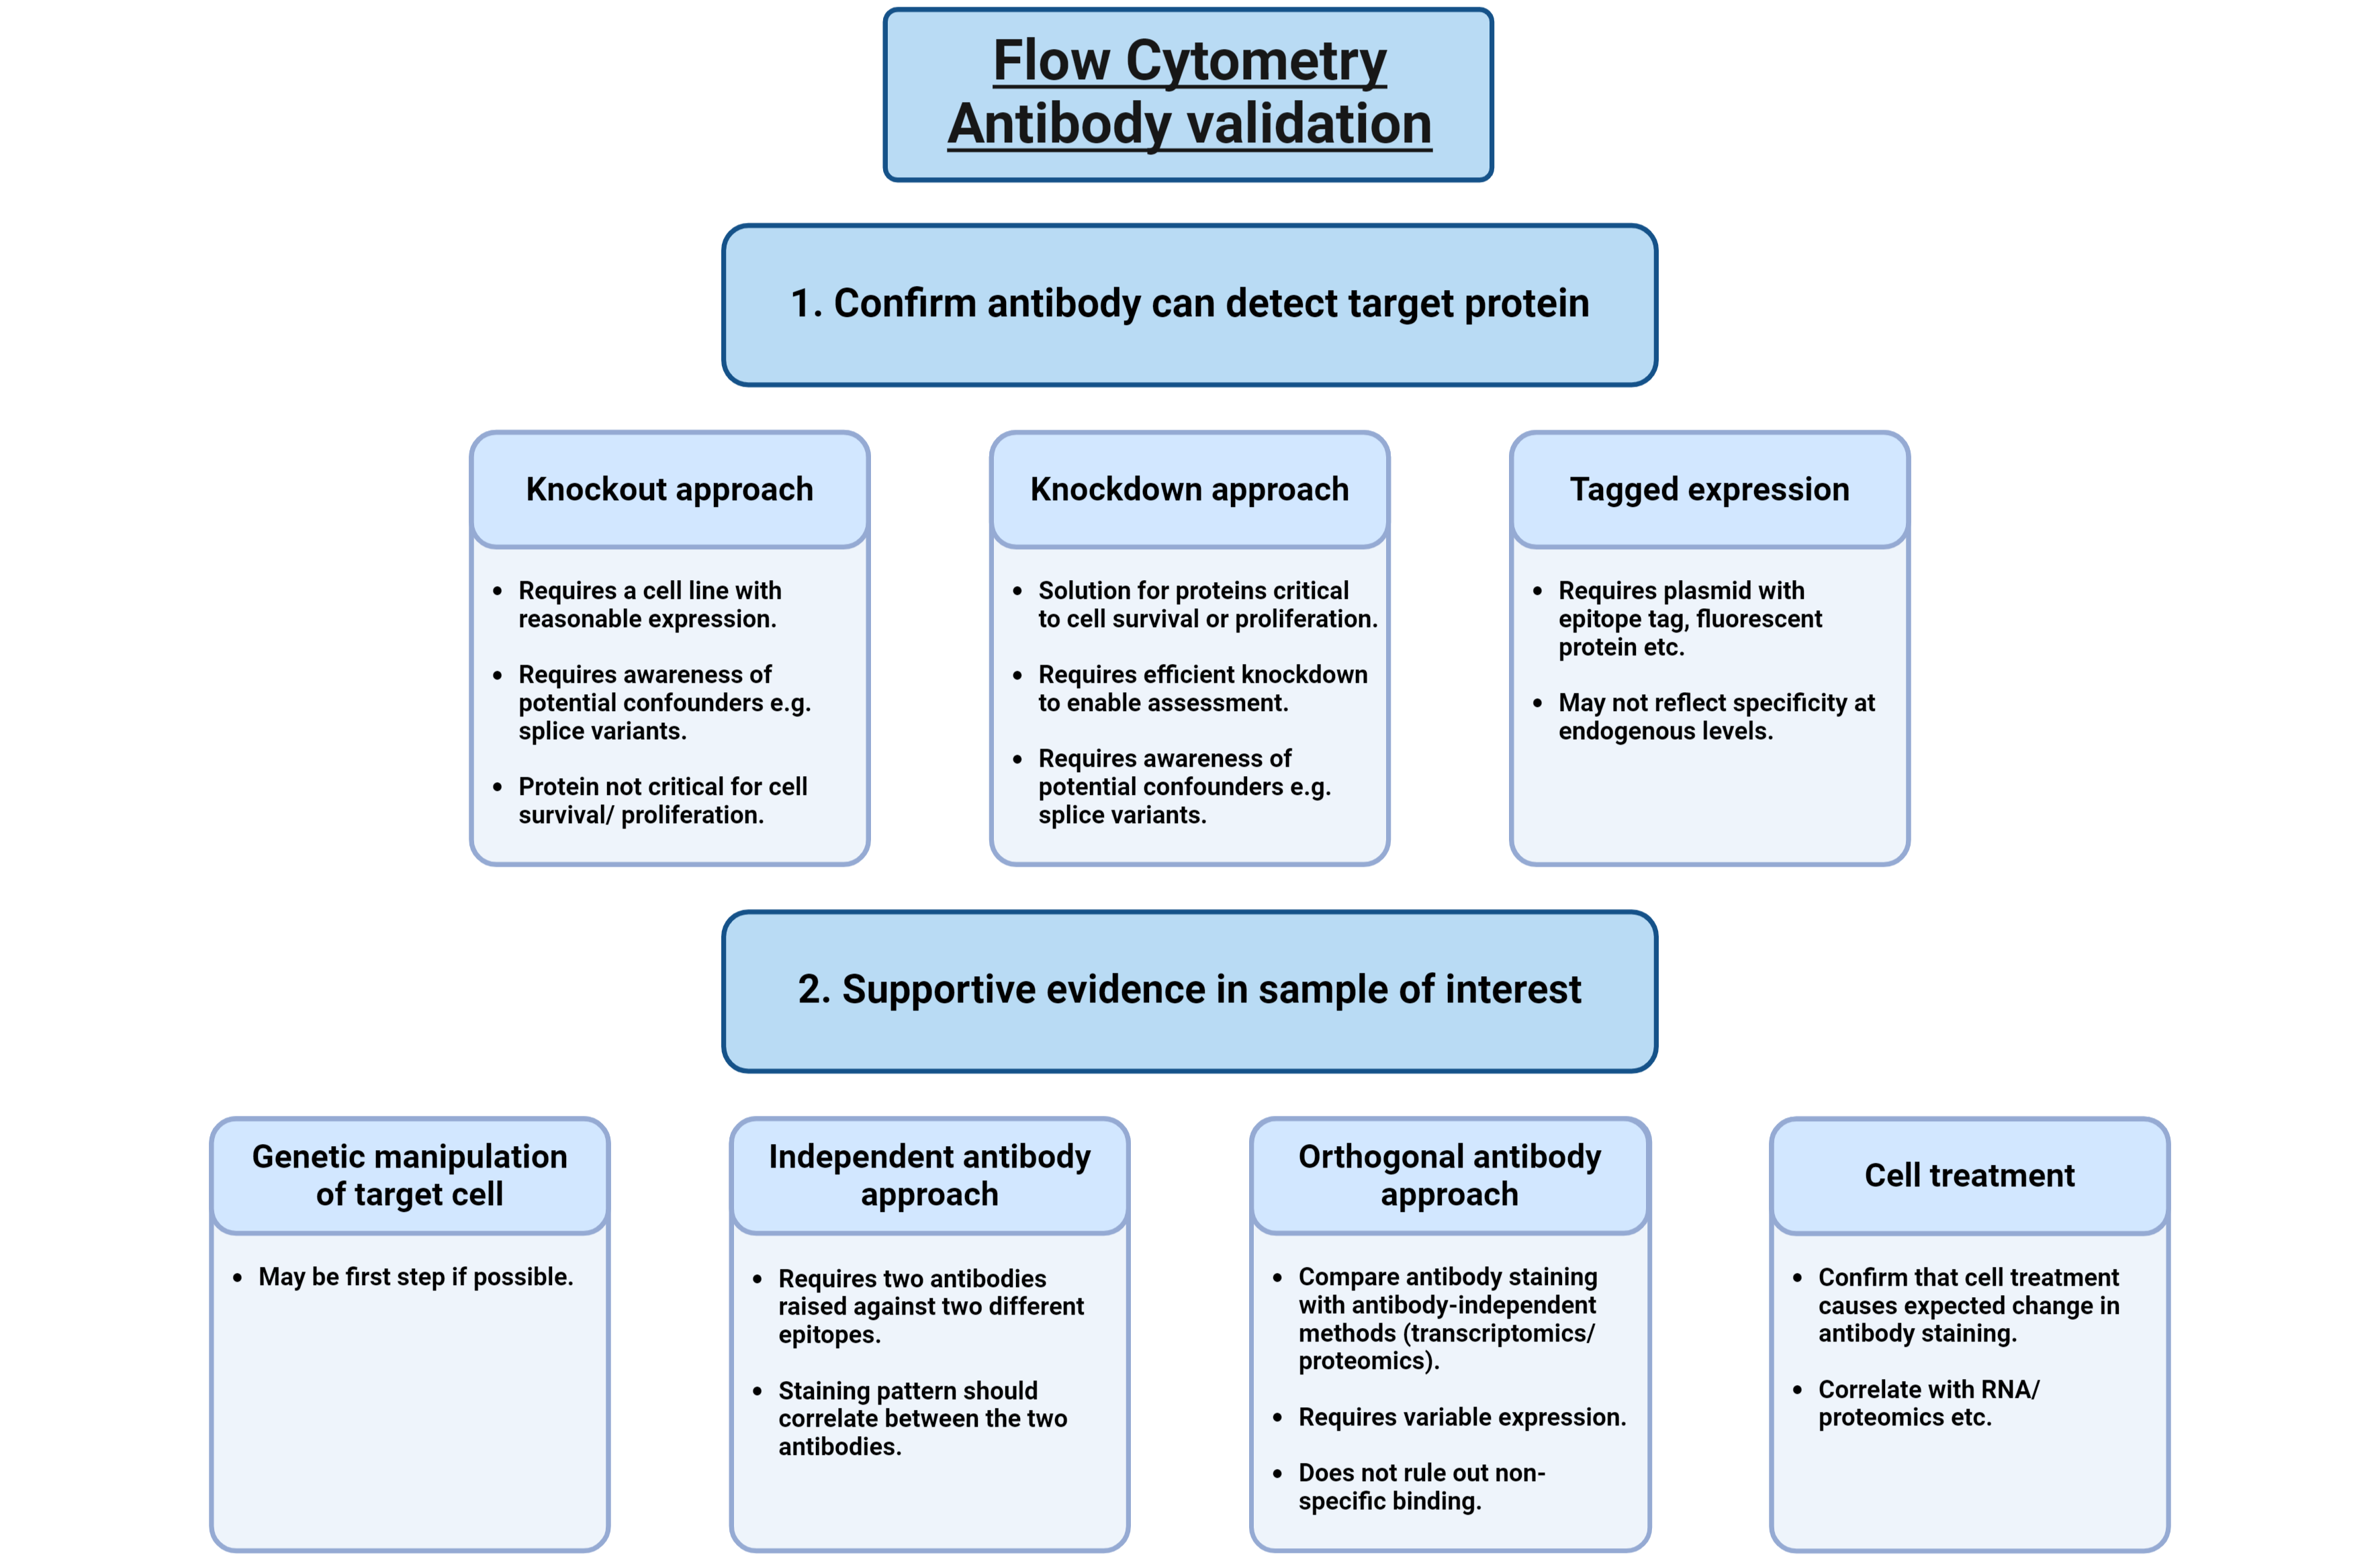 Flow Cytometry
Antibody validation
1. Confirm antibody can detect target protein
Knockout approach
• Requires a cell line with
reasonable expression.
• Requires awareness of
potential confounders e.g.
splice variants.
• Protein not critical for cell
survival/ proliferation.
Knockdown approach
• Solution for proteins critical
to cell survival or proliferation.
• Requires efficient knockdown
to enable assessment.
• Requires awareness of
potential confounders e.g.
splice variants.
Tagged expression
• Requires plasmid with
epitope tag, fluorescent
protein etc.
• May not reflect specificity at
endogenous levels.
2. Supportive evidence in sample of interest
Genetic manipulation
of target cell
• May be first step if possible.
Independent antibody
approach
• Requires two antibodies
raised against two different
epitopes.
• Staining pattern should
correlate between the two
antibodies.
Orthogonal antibody
approach
• Compare antibody staining
with antibody-independent
methods (transcriptomics/
proteomics).
• Requires variable expression.
• Does not rule out non-
specific binding.
Cell treatment
• Confirm that cell treatment
causes expected change in
antibody staining.
• Correlate with RNA/
proteomics etc.